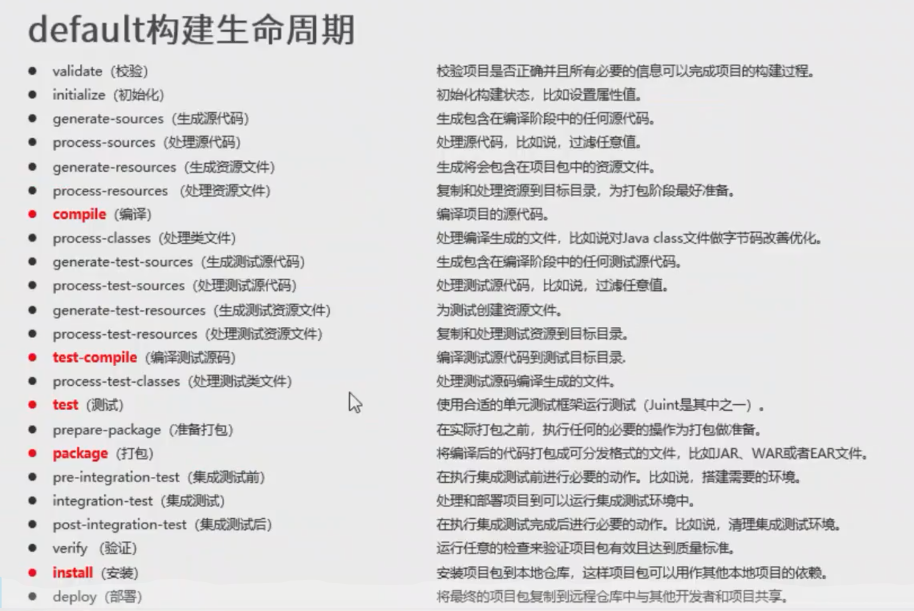 default构建生命周期
validate（校验） 校验项目是否正确并且所有必要的信息可以完成项目的构建过程。
initialize（初始化） 初始化构建状态，比如设置属性值。
generate-sources（生成源代码） 生成包含在编译阶段中的任何源代码。
process-sources（处理源代码） 处理源代码，比如说，过滤任意值。
generate-resources（生成资源文件） 生成将会包含在项目包中的资源文件。
process-resources （处理资源文件） 复制和处理资源到目标目录，为打包阶段最好准备。
compile（编译） 编译项目的源代码。
process-classes（处理类文件） 处理编译生成的文件，比如说对Java class文件做字节码改善优化。
generate-test-sources（生成测试源代码） 生成包含在编译阶段中的任何测试源代码。
process-test-sources（处理测试源代码） 处理测试源代码，比如说，过滤任意值。
generate-test-resources（生成测试资源文件） 为测试创建资源文件。
process-test-resources（处理测试资源文件） 复制和处理测试资源到目标目录。
test-compile（编译测试源码） 编译测试源代码到测试目标目录.
process-test-classes（处理测试类文件） 处理测试源码编译生成的文件。
test（测试） 使用合适的单元测试框架运行测试（Juint是其中之一）。
prepare-package（准备打包） 在实际打包之前，执行任何的必要的操作为打包做准备。
package（打包） 将编译后的代码打包成可分发格式的文件，比如JAR、WAR或者EAR文件。
pre-integration-test（集成测试前） 在执行集成测试前进行必要的动作。比如说，搭建需要的环境。
integration-test（集成测试） 处理和部署项目到可以运行集成测试环境中。
post-integration-test（集成测试后） 在执行集成测试完成后进行必要的动作。比如说，清理集成测试环境。
verify （验证） 运行任意的检查来验证项目包有效且达到质量标准。
install（安装） 安装项目包到本地仓库，这样项目包可以用作其他本地项目的依赖。
deploy（部署） 将最终的项目包复制到远程仓库中与其他开发者和项目共享。